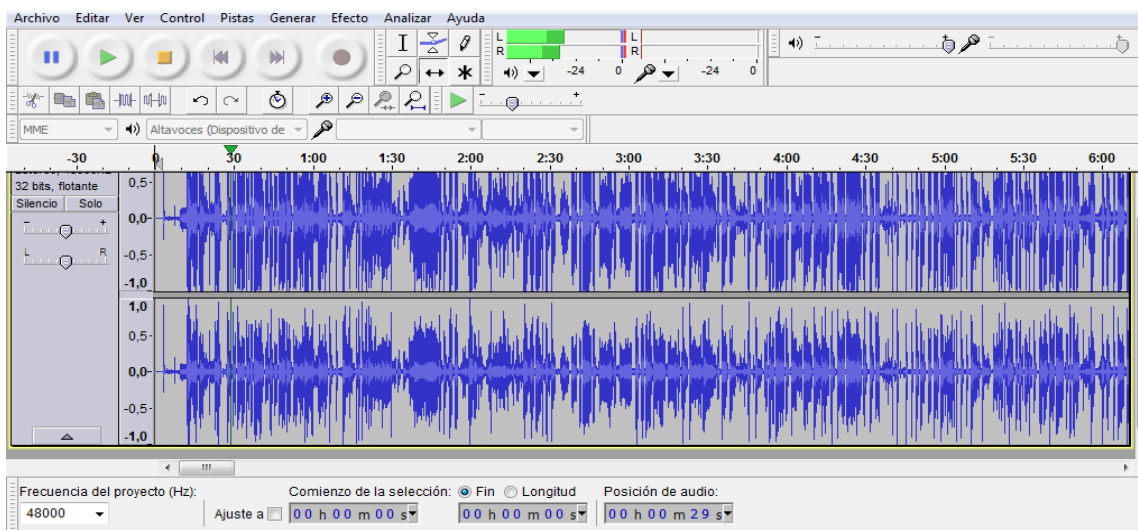 Archivo Editar Ver Control Pistas Generar Efecto Analizar Ayuda
L L
R R
-24 0 -24 0
MME Altavoces (Dispositivo de
-30 0 30 1:00 1:30 2:00 2:30 3:00 3:30 4:00 4:30 5:00 5:30 6:00
32 bits, flotante
Silencio Solo
- +
L R
0,5
0,0
-0,5
-1,0
1,0
0,5
0,0
-0,5
-1,0
Frecuencia del proyecto (Hz): Comienzo de la selección: Fin Longitud Posición de audio:
48000 Ajuste a 00 h 00 m 00 s 00 h 00 m 00 s 00 h 00 m 29 s